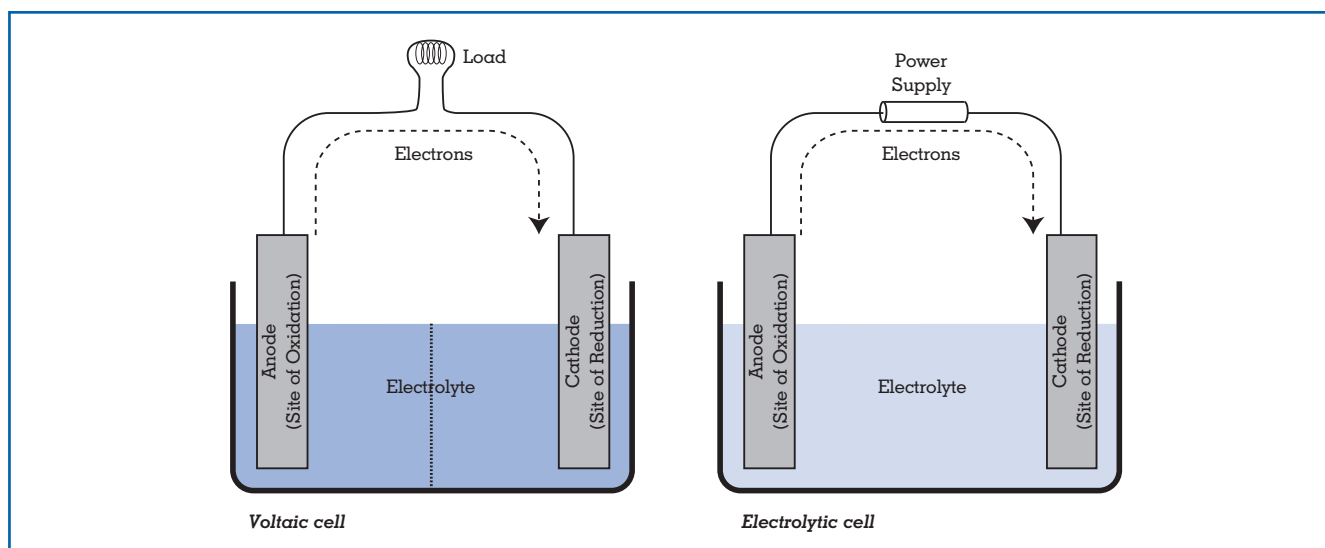 Load
Electrons
Anode
(Site of Oxidation)
Electrolyte
Cathode
(Site of Reduction)
Voltaic cell
Power
Supply
Electrons
Anode
(Site of Oxidation)
Electrolyte
Cathode
(Site of Reduction)
Electrolytic cell